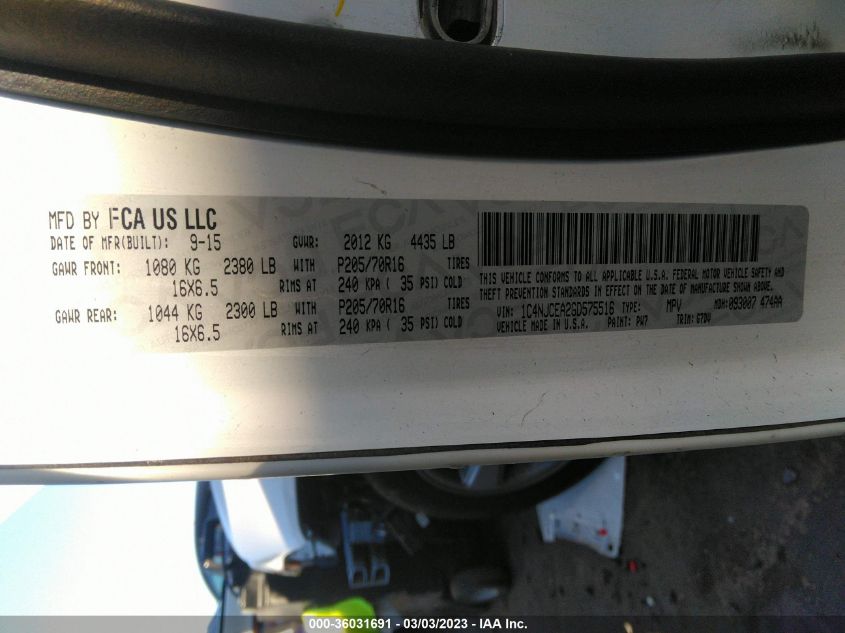 MFD BY FCA US LLC
DATE OF MFR(BUILT): 9-15 GVWR: 2012 KG 4435 LB
GAWR FRONT: 1080 KG 2380 LB WITH P205/70R16 TIRES
16X6.5 RIMS AT 240 KPA ( 35 PSI) COLD
GAWR REAR: 1044 KG 2300 LB WITH P205/70R16 TIRES
16X6.5 RIMS AT 240 KPA ( 35 PSI) COLD
THIS VEHICLE CONFORMS TO ALL APPLICABLE U.S.A. FEDERAL MOTOR VEHICLE SAFETY AND
THEFT PREVENTION STANDARDS IN EFFECT ON THE DATE OF MANUFACTURE SHOWN ABOVE.
VIN: 1C4NJCEA2GD575516 TYPE: MPV MDH: 093007 474AA
VEHICLE MADE IN U.S.A. PAINT: PW7 TRIM: G7DV
000-36031691 - 03/03/2023 - IAA Inc.